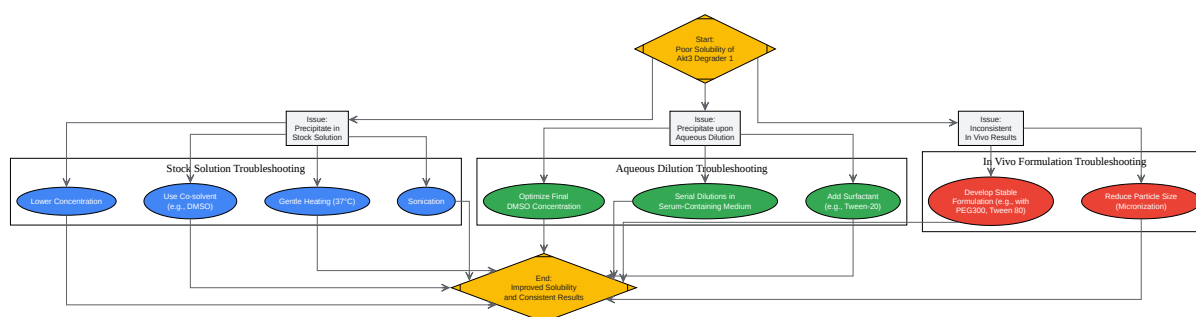 Start:
Poor Solubility of
Akt3 Degrader 1
Issue:
Precipitate in
Stock Solution
Issue:
Precipitate upon
Aqueous Dilution
Issue:
Inconsistent
In Vivo Results
Stock Solution Troubleshooting
Lower Concentration
Use Co-solvent
(e.g., DMSO)
Gentle Heating (37°C)
Sonication
Aqueous Dilution Troubleshooting
Optimize Final
DMSO Concentration
Serial Dilutions in
Serum-Containing Medium
Add Surfactant
(e.g., Tween-20)
In Vivo Formulation Troubleshooting
Develop Stable
Formulation (e.g., with
PEG300, Tween 80)
Reduce Particle Size
(Micronization)
End:
Improved Solubility
and Consistent Results